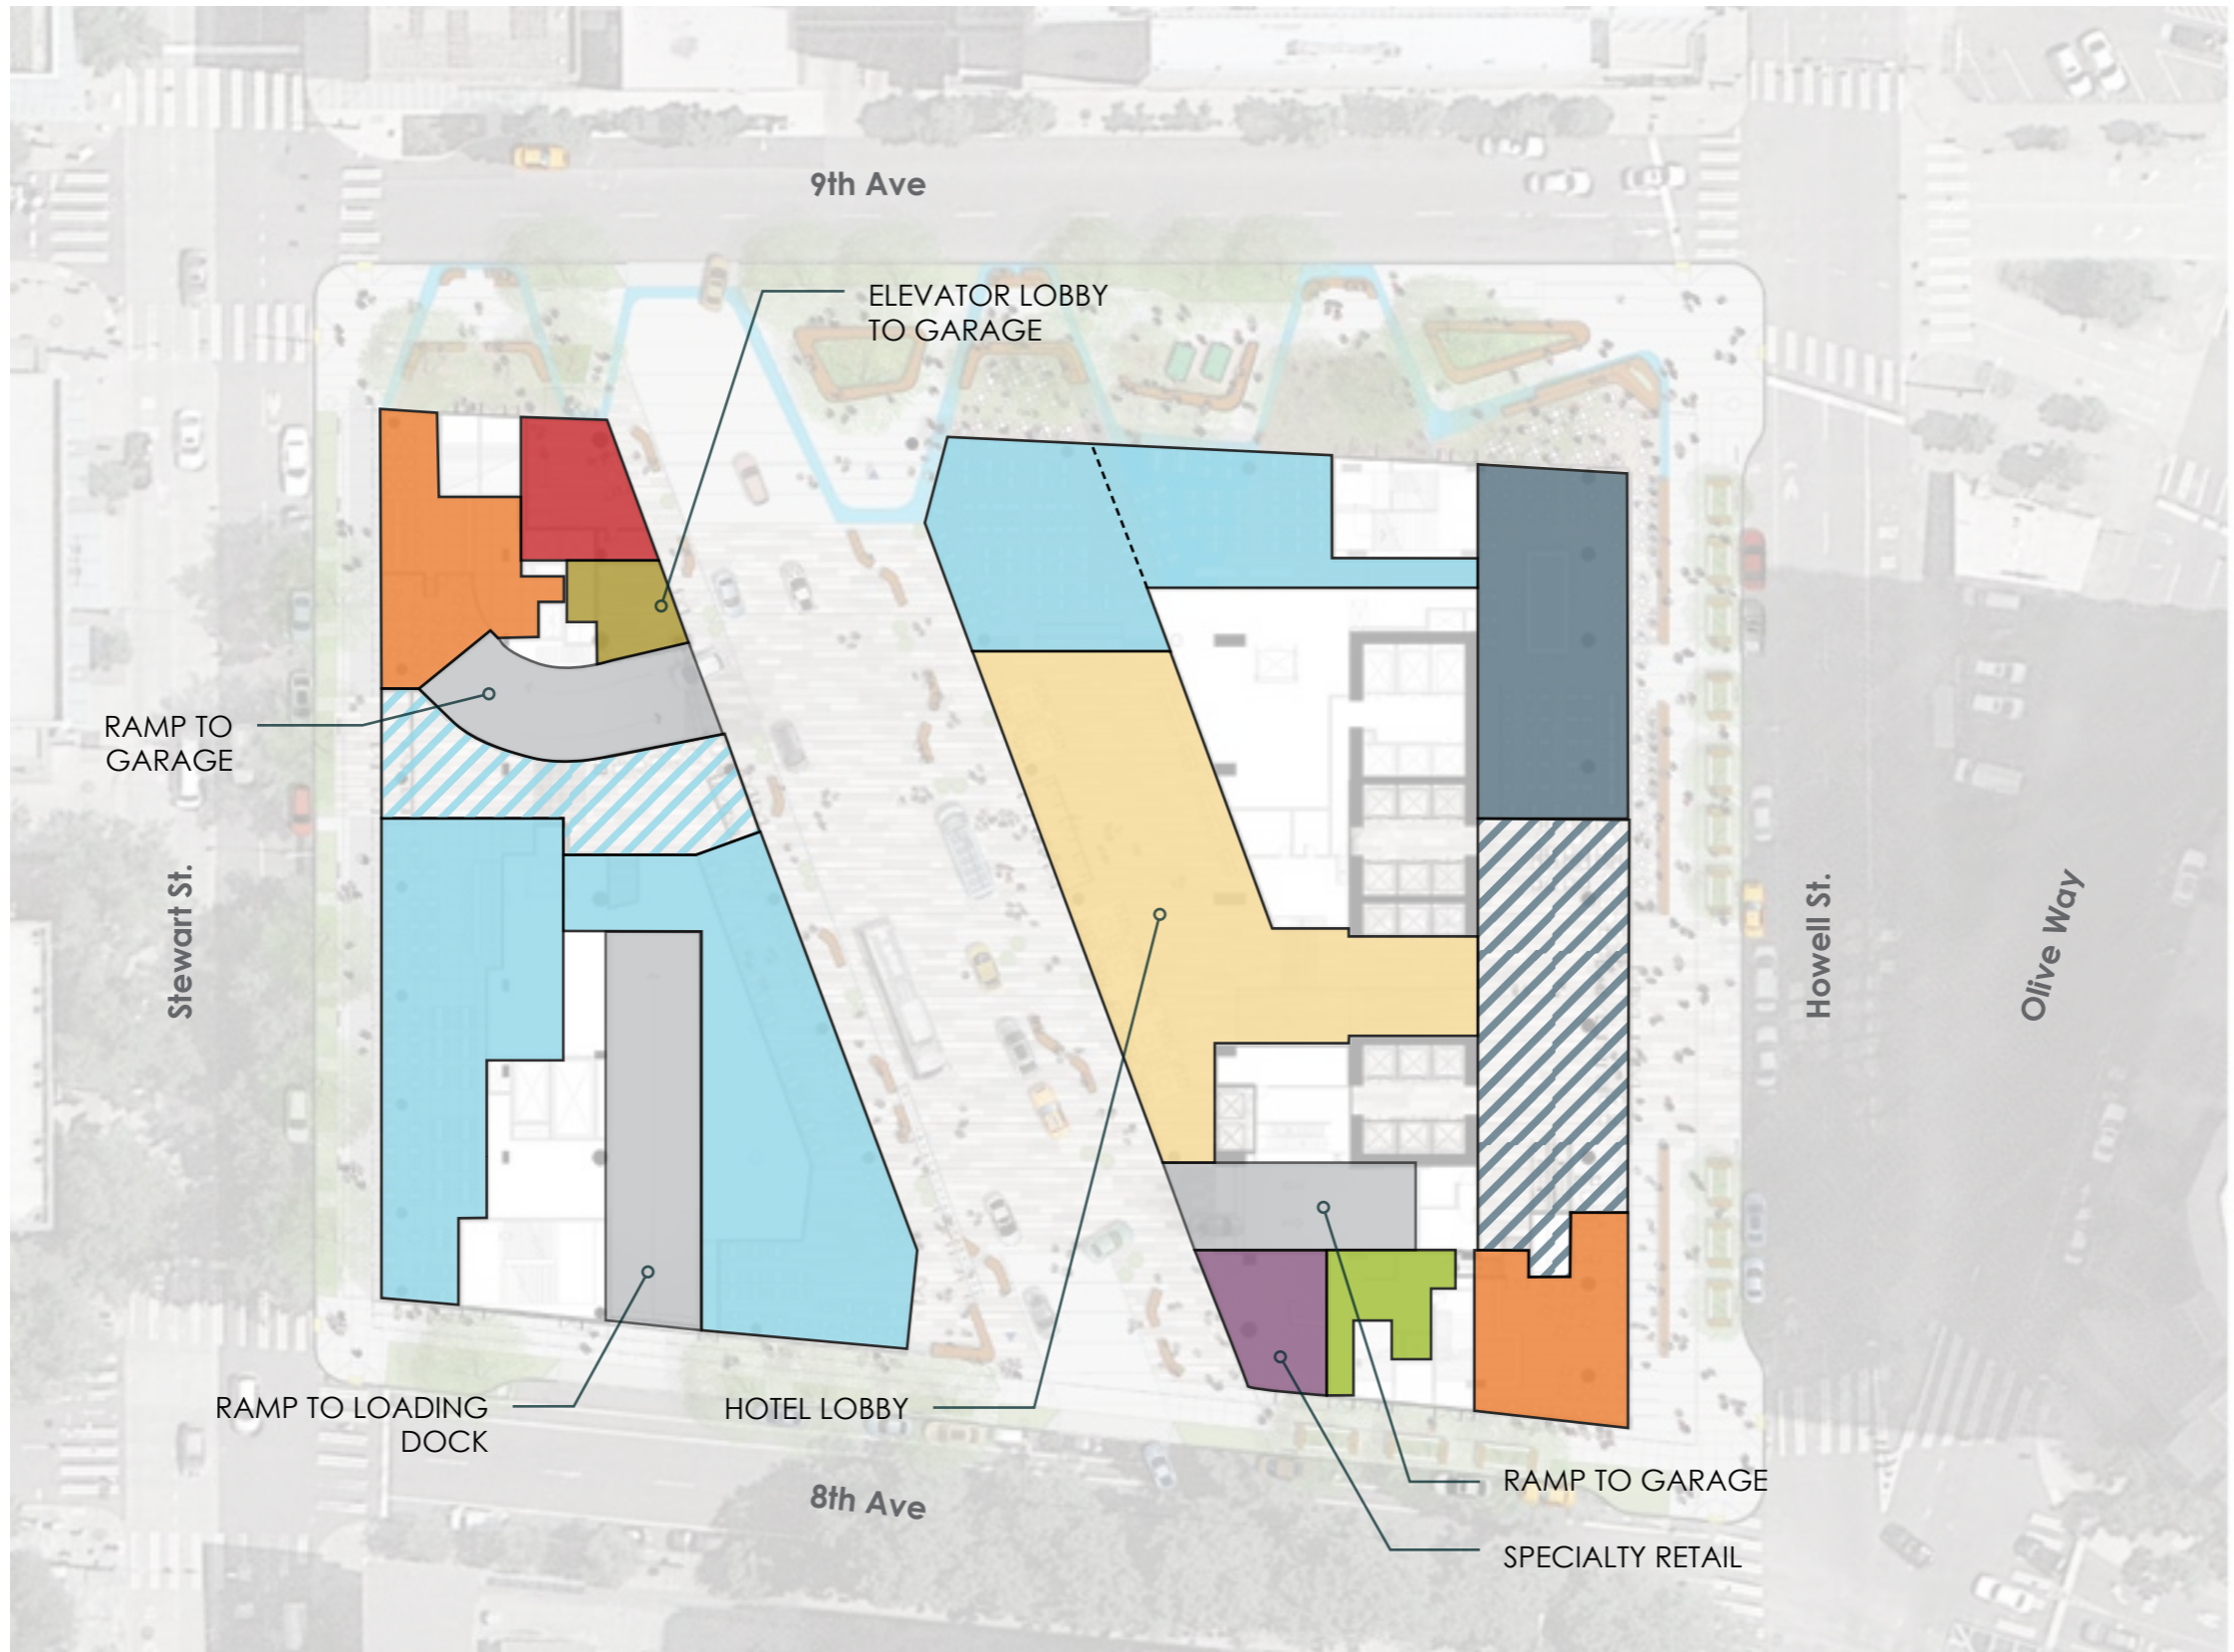 9th Ave
ELEVATOR LOBBY
TO GARAGE
RAMP TO
GARAGE
Stewart St.
Howell St.
Olive Way
RAMP TO LOADING
DOCK
HOTEL LOBBY
8th Ave
RAMP TO GARAGE
SPECIALTY RETAIL